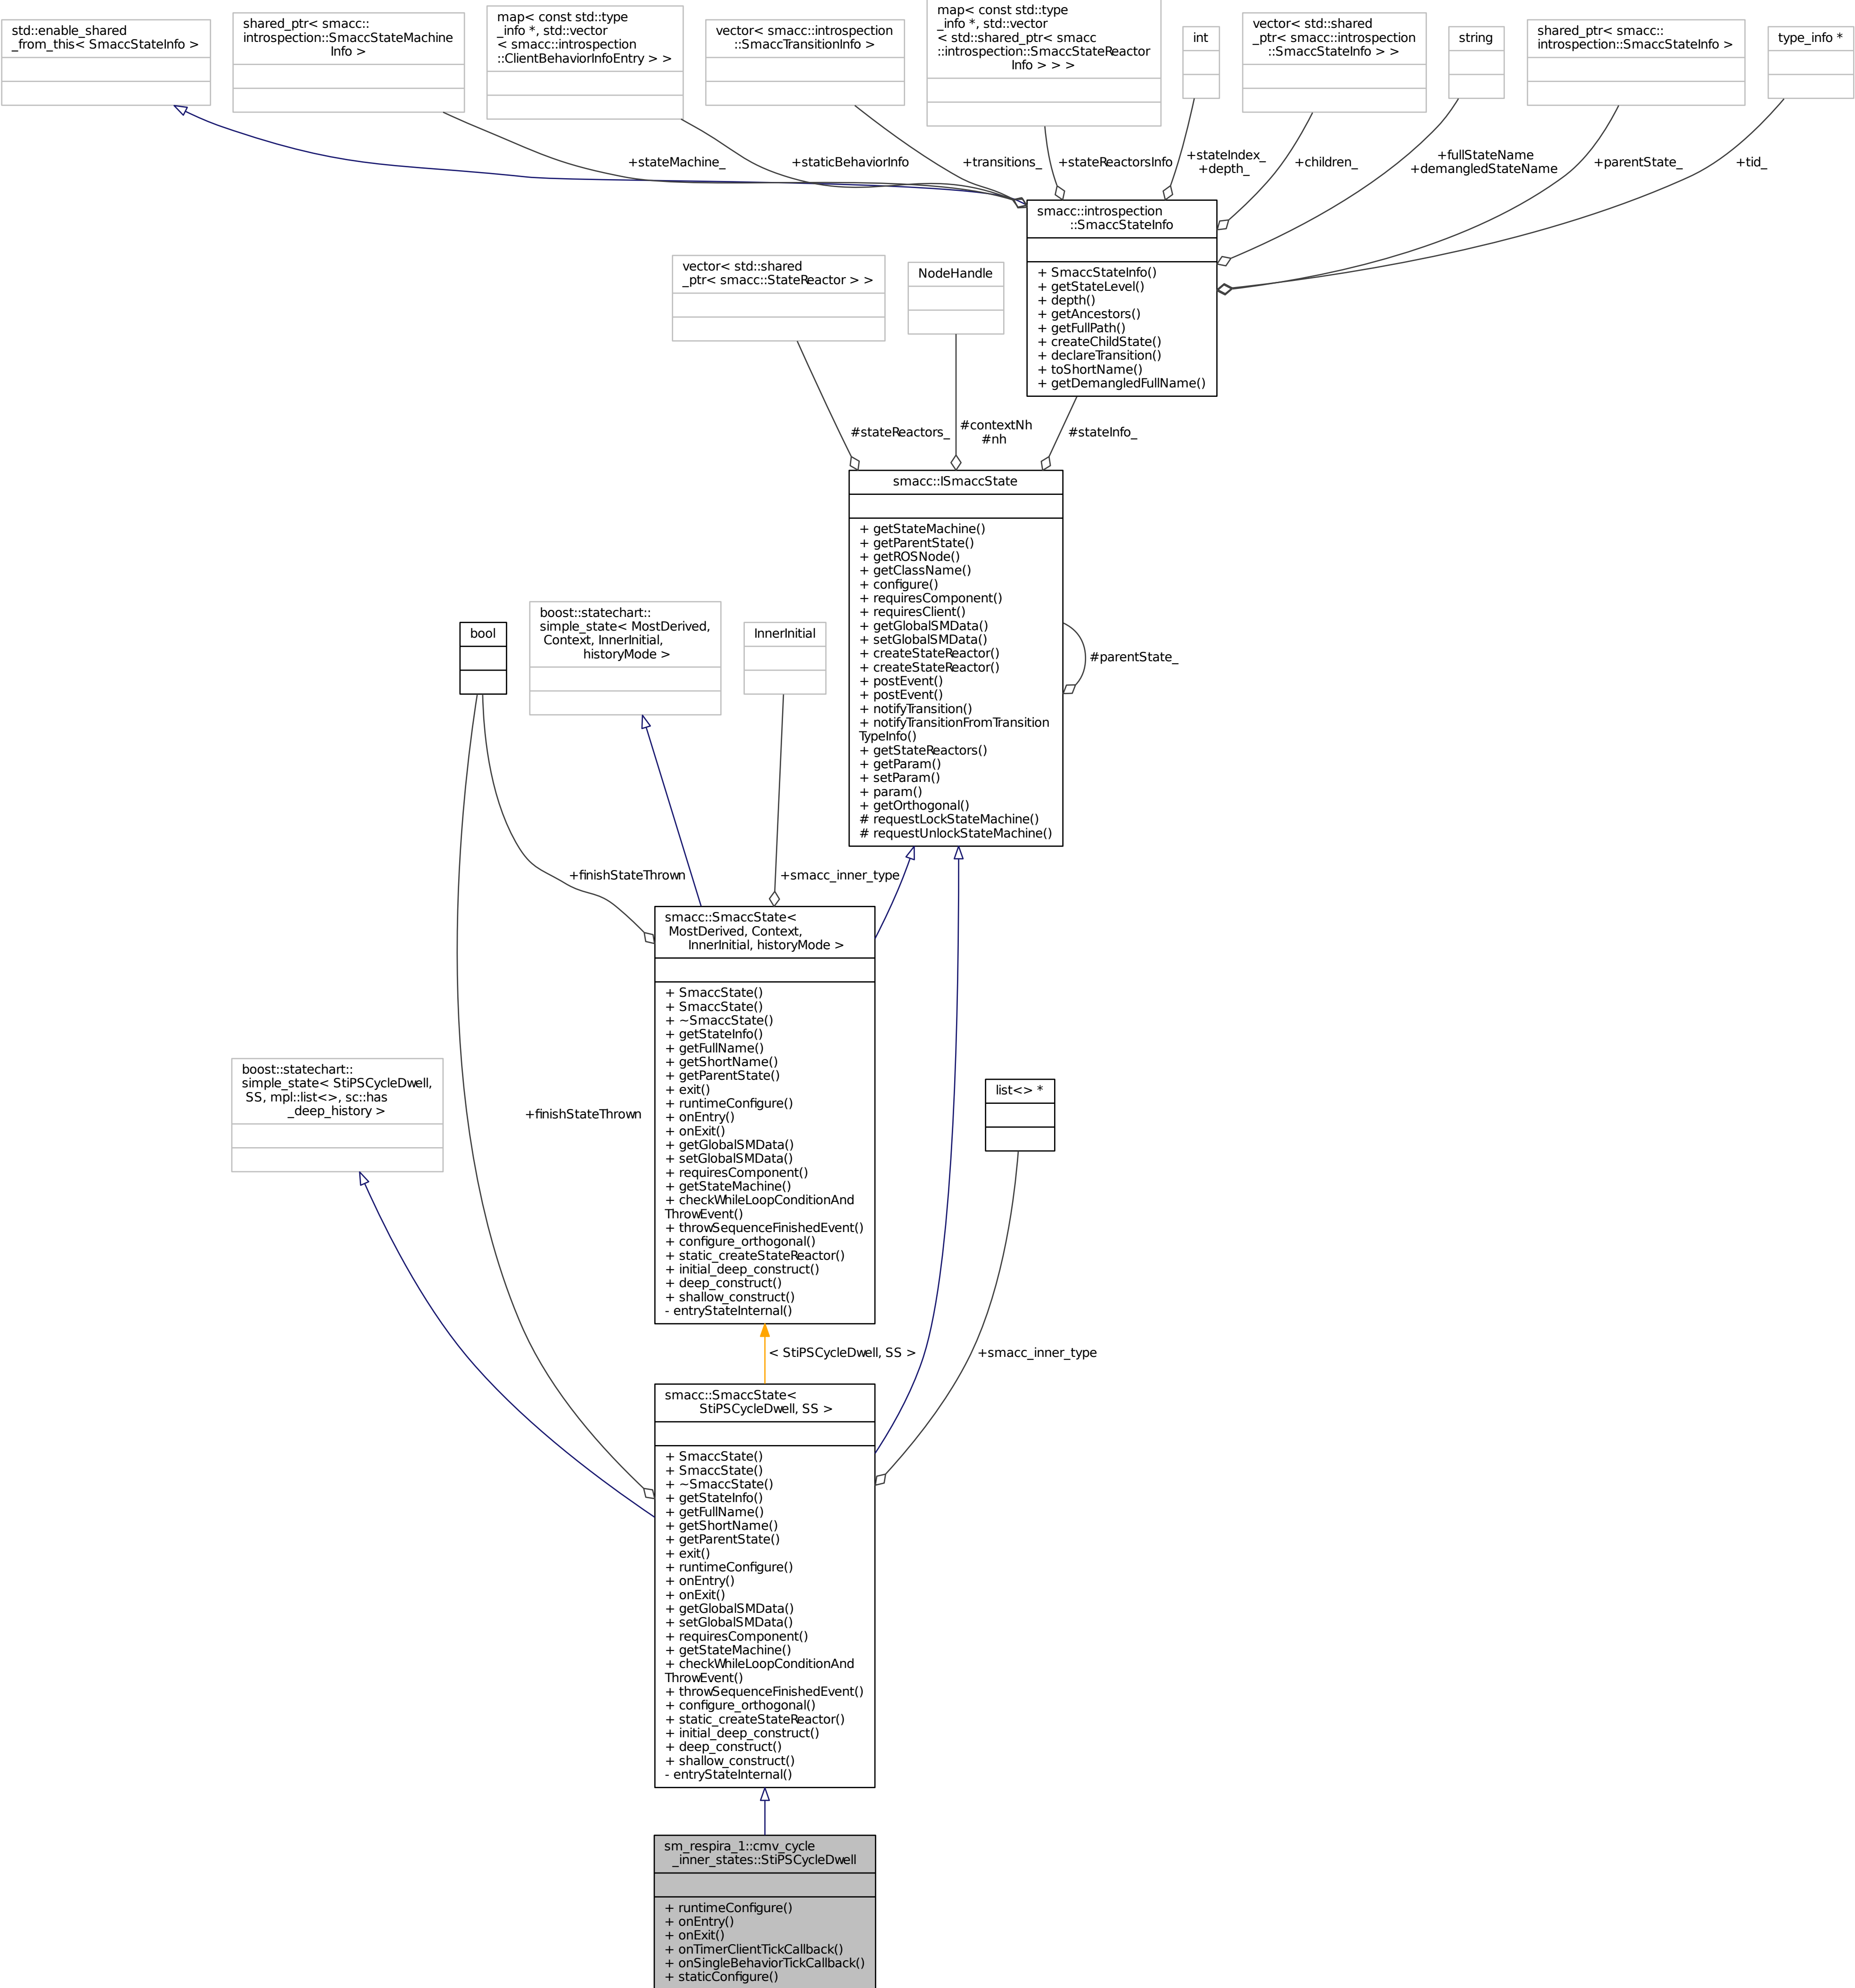 std::enable_shared
_from_this< SmaccStateInfo >
shared_ptr< smacc::
introspection::SmaccStateMachine
Info >
map< const std::type
_info *, std::vector
< smacc::introspection
::ClientBehaviorInfoEntry > >
vector< smacc::introspection
::SmaccTransitionInfo >
map< const std::type
_info *, std::vector
< std::shared_ptr< smacc
::introspection::SmaccStateReactor
Info > > >
int
vector< std::shared
_ptr< smacc::introspection
::SmaccStateInfo > >
string
shared_ptr< smacc::
introspection::SmaccStateInfo >
type_info *
+stateMachine_
+staticBehaviorInfo
+transitions_
+stateReactorsInfo
+stateIndex_
+depth_
+children_
+fullStateName
+demangledStateName
+parentState_
+tid_
smacc::introspection
::SmaccStateInfo
+ SmaccStateInfo()
+ getStateLevel()
+ depth()
+ getAncestors()
+ getFullPath()
+ createChildState()
+ declareTransition()
+ toShortName()
+ getDemangledFullName()
vector< std::shared
_ptr< smacc::StateReactor > >
NodeHandle
#stateReactors_
#contextNh
#nh
#stateInfo_
smacc::ISmaccState
+ getStateMachine()
+ getParentState()
+ getROSNode()
+ getClassName()
+ configure()
+ requiresComponent()
+ requiresClient()
+ getGlobalSMData()
+ setGlobalSMData()
+ createStateReactor()
+ createStateReactor()
+ postEvent()
+ postEvent()
+ notifyTransition()
+ notifyTransitionFromTransition
TypeInfo()
+ getStateReactors()
+ getParam()
+ setParam()
+ param()
+ getOrthogonal()
# requestLockStateMachine()
# requestUnlockStateMachine()
#parentState_
bool
boost::statechart::
simple_state< MostDerived,
Context, InnerInitial,
historyMode >
InnerInitial
+finishStateThrown
+smacc_inner_type
smacc::SmaccState<
MostDerived, Context,
InnerInitial, historyMode >
+ SmaccState()
+ SmaccState()
+ ~SmaccState()
+ getStateInfo()
+ getFullName()
+ getShortName()
+ getParentState()
+ exit()
+ runtimeConfigure()
+ onEntry()
+ onExit()
+ getGlobalSMData()
+ setGlobalSMData()
+ requiresComponent()
+ getStateMachine()
+ checkWhileLoopConditionAnd
ThrowEvent()
+ throwSequenceFinishedEvent()
+ configure_orthogonal()
+ static_createStateReactor()
+ initial_deep_construct()
+ deep_construct()
+ shallow_construct()
- entryStateInternal()
boost::statechart::
simple_state< StiPSCycleDwell,
SS, mpl::list<>, sc::has
_deep_history >
+finishStateThrown
list<> *
< StiPSCycleDwell, SS >
+smacc_inner_type
smacc::SmaccState<
StiPSCycleDwell, SS >
+ SmaccState()
+ SmaccState()
+ ~SmaccState()
+ getStateInfo()
+ getFullName()
+ getShortName()
+ getParentState()
+ exit()
+ runtimeConfigure()
+ onEntry()
+ onExit()
+ getGlobalSMData()
+ setGlobalSMData()
+ requiresComponent()
+ getStateMachine()
+ checkWhileLoopConditionAnd
ThrowEvent()
+ throwSequenceFinishedEvent()
+ configure_orthogonal()
+ static_createStateReactor()
+ initial_deep_construct()
+ deep_construct()
+ shallow_construct()
- entryStateInternal()
sm_respira_1::cmv_cycle
_inner_states::StiPSCycleDwell
+ runtimeConfigure()
+ onEntry()
+ onExit()
+ onTimerClientTickCallback()
+ onSingleBehaviorTickCallback()
+ staticConfigure()